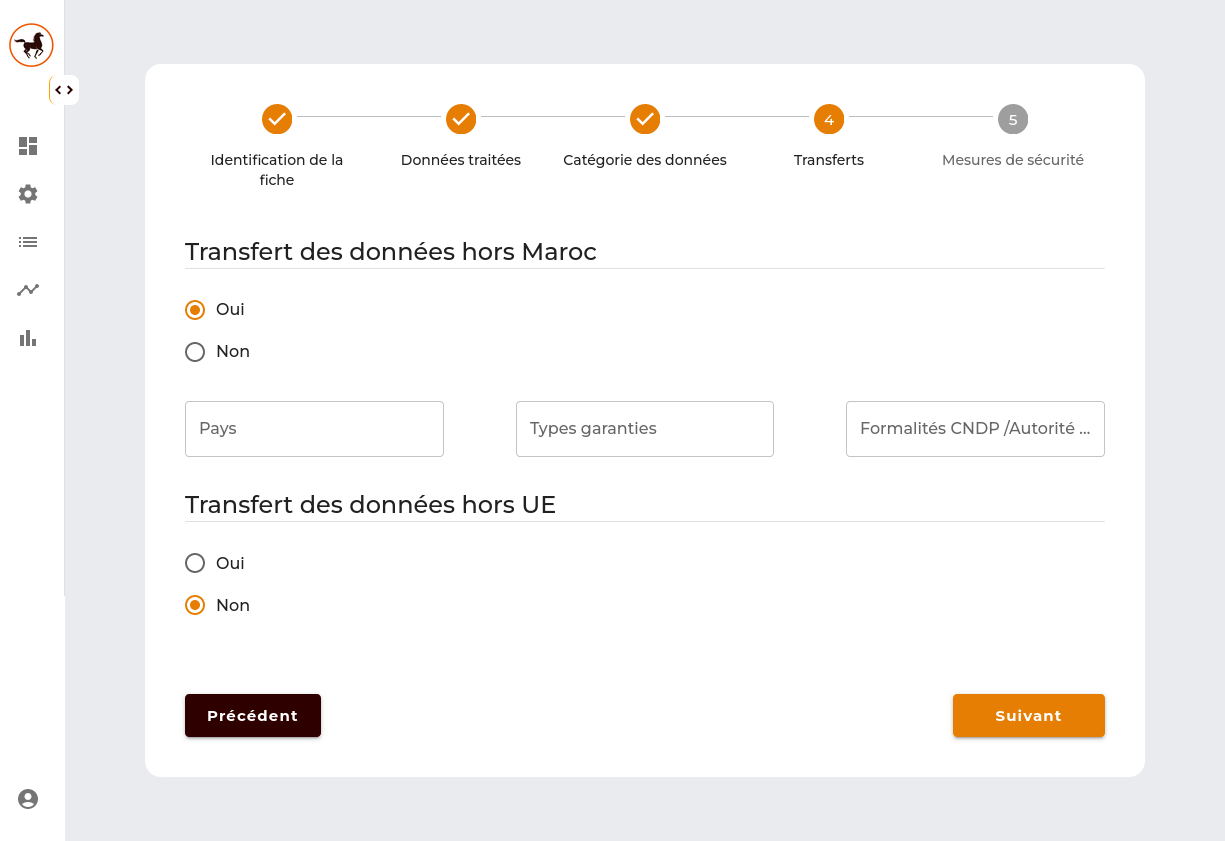 4
5
Identification de la
fiche
Données traitées
Catégorie des données
Transferts
Mesures de sécurité
Transfert des données hors Maroc
Oui
Non
Pays
Types garanties
Formalités CNDP /Autorité ...
Transfert des données hors UE
Oui
Non
Précédent
Suivant